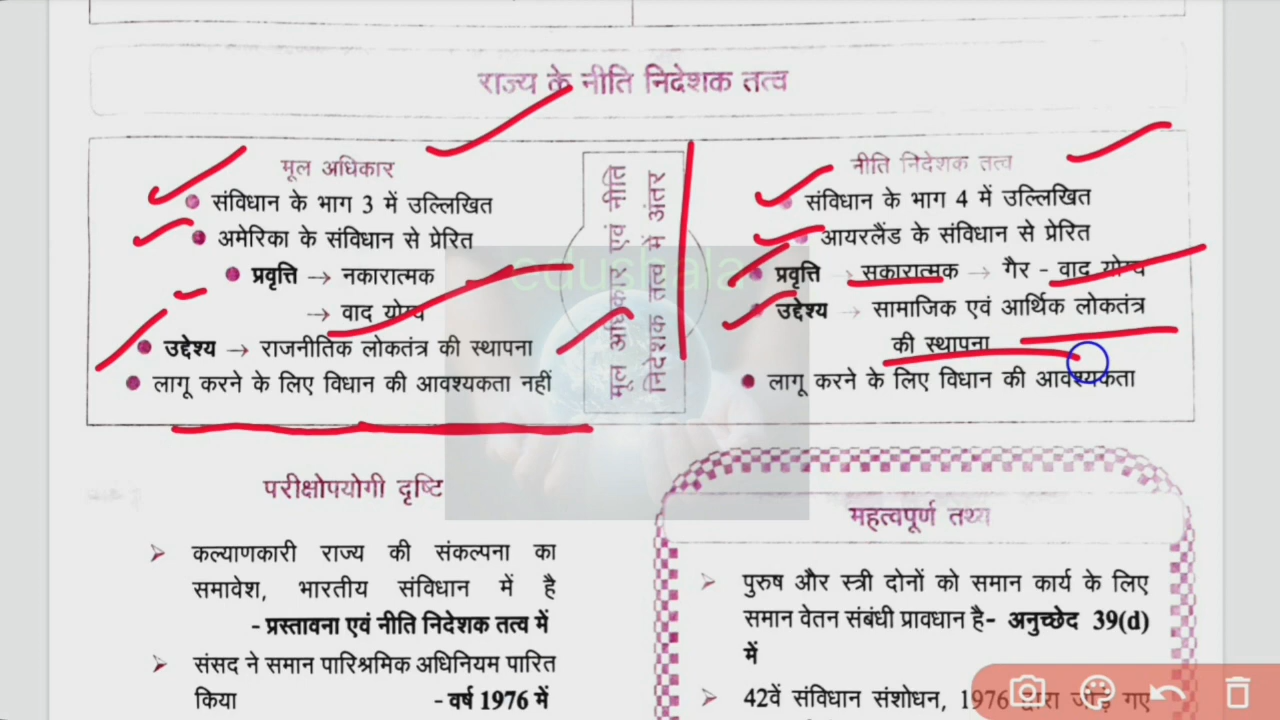 राज्य के नीति निदेशक तत्व
मूल अधिकार
संविधान के भाग 3 में उल्लिखित
अमेरिका के संविधान से प्रेरित
प्रवृत्ति → नकारात्मक
→ वाद योग्य
उद्देश्य → राजनीतिक लोकतंत्र की स्थापना
लागू करने के लिए विधान की आवश्यकता नहीं
मूल अधिकार एवं नीति
निदेशक तत्व में अंतर
नीति निदेशक तत्व
संविधान के भाग 4 में उल्लिखित
आयरलैंड के संविधान से प्रेरित
प्रवृत्ति → सकारात्मक → गैर - वाद योग्य
उद्देश्य → सामाजिक एवं आर्थिक लोकतंत्र
की स्थापना
लागू करने के लिए विधान की आवश्यकता
edushala
परीक्षोपयोगी दृष्टि
कल्याणकारी राज्य की संकल्पना का
समावेश, भारतीय संविधान में है
- प्रस्तावना एवं नीति निदेशक तत्व में
संसद ने समान पारिश्रमिक अधिनियम पारित
किया - वर्ष 1976 में
महत्वपूर्ण तथ्य
पुरुष और स्त्री दोनों को समान कार्य के लिए
समान वेतन संबंधी प्रावधान है- अनुच्छेद 39(d)
में
42वें संविधान संशोधन, 1976 द्वारा जोड़े गए